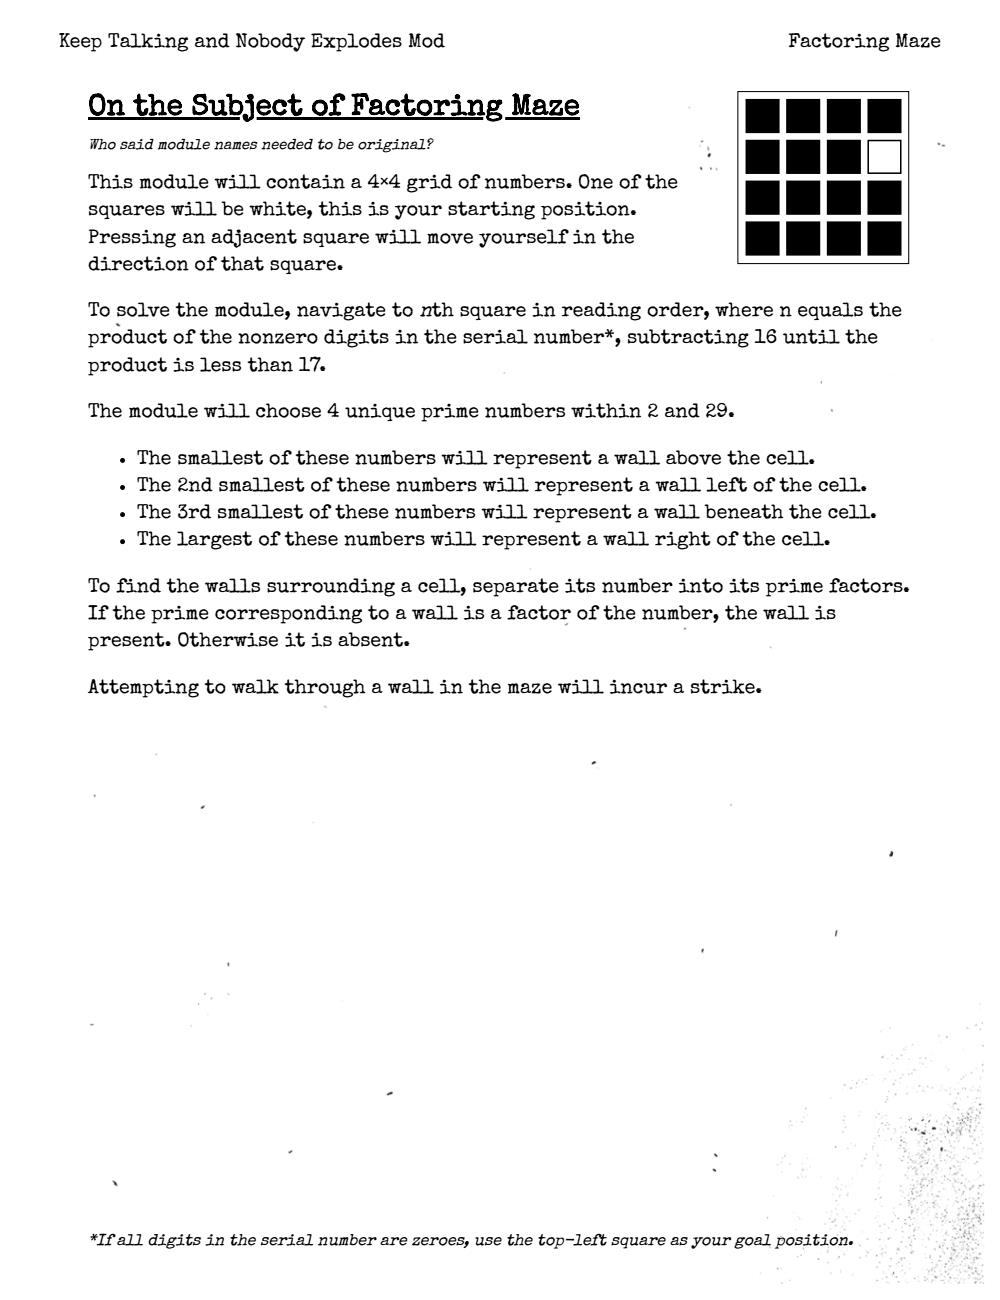 Keep Talking and Nobody Explodes Mod
Factoring Maze
On the Subject of Factoring Maze
Who said module names needed to be original?
This module will contain a 4×4 grid of numbers. One of the
squares will be white, this is your starting position.
Pressing an adjacent square will move yourself in the
direction of that square.
To solve the module, navigate to nth square in reading order, where n equals the
product of the nonzero digits in the serial number*, subtracting 16 until the
product is less than 17.
The module will choose 4 unique prime numbers within 2 and 29.
• The smallest of these numbers will represent a wall above the cell.
• The 2nd smallest of these numbers will represent a wall left of the cell.
• The 3rd smallest of these numbers will represent a wall beneath the cell.
• The largest of these numbers will represent a wall right of the cell.
To find the walls surrounding a cell, separate its number into its prime factors.
If the prime corresponding to a wall is a factor of the number, the wall is
present. Otherwise it is absent.
Attempting to walk through a wall in the maze will incur a strike.
*If all digits in the serial number are zeroes, use the top-left square as your goal position.